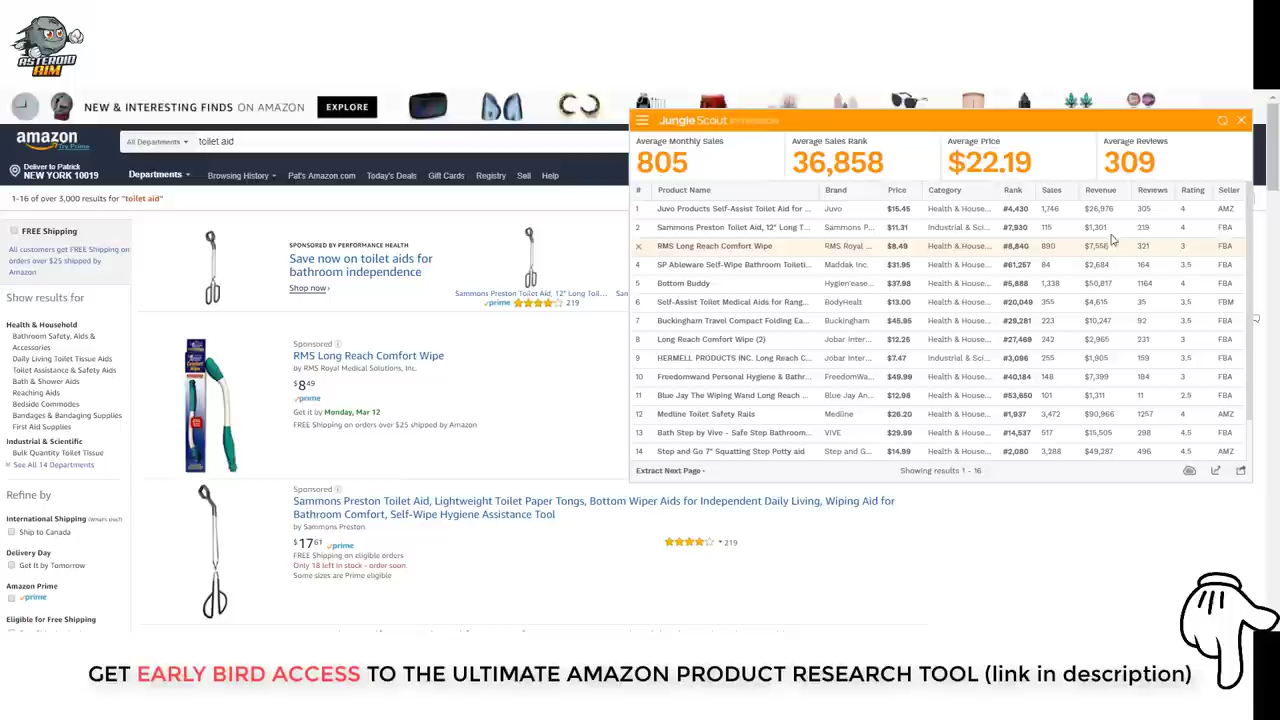 ASTEROID
AIM
NEW & INTERESTING FINDS ON AMAZON
EXPLORE
amazon
Try Prime
All Departments
toilet aid
Deliver to Patrick
NEW YORK 10019
Departments
Browsing History
Pat's Amazon.com
Today's Deals
Gift Cards
Registry
Sell
Help
1-16 of over 3,000 results for "toilet aid"
FREE Shipping
All customers get FREE Shipping on
orders over $25 shipped by
Amazon
Show results for
Health & Household
Bathroom Safety, Aids &
Accessories
Daily Living Toilet Tissue Aids
Toilet Assistance & Safety Aids
Bath & Shower Aids
Reaching Aids
Bedside Commodes
Bandages & Bandaging Supplies
First Aid Supplies
Industrial & Scientific
Bulk Quantity Toilet Tissue
See All 14 Departments
Refine by
International Shipping (What's this?)
Ship to Canada
Delivery Day
Get It by Tomorrow
Amazon Prime
prime
Eligible for Free Shipping
SPONSORED BY PERFORMANCE HEALTH
Save now on toilet aids for
bathroom independence
Shop now ›
Sammons Preston Toilet Aid, 12" Long Toil...
Sam
prime 219
Sponsored
RMS Long Reach Comfort Wipe
by RMS Royal Medical Solutions, Inc.
$8 49
prime
Get it by Monday, Mar 12
FREE Shipping on orders over $25 shipped by Amazon
Sponsored
Sammons Preston Toilet Aid, Lightweight Toilet Paper Tongs, Bottom Wiper Aids for Independent Daily Living, Wiping Aid for
Bathroom Comfort, Self-Wipe Hygiene Assistance Tool
by Sammons Preston
$17 61 prime
219
FREE Shipping on eligible orders
Only 18 left in stock - order soon.
Some sizes are Prime eligible
Jungle Scout
Average Monthly Sales
805
Average Sales Rank
36,858
Average Price
$22.19
Average Reviews
309
# Product Name Brand Price Category Rank Sales Revenue Reviews Rating Seller
1 Juvo Products Self-Assist Toilet Aid for ... Juvo $15.45 Health & House... #4,430 1,746 $26,976 305 4 AMZ
2 Sammons Preston Toilet Aid, 12" Long T... Sammons P... $11.31 Industrial & Sci... #7,930 115 $1,301 219 4 FBA
× RMS Long Reach Comfort Wipe RMS Royal ... $8.49 Health & House... #8,840 890 $7,556 321 3 FBA
4 SP Ableware Self-Wipe Bathroom Toileti... Maddak Inc. $31.95 Health & House... #61,257 84 $2,684 164 3.5 FBA
5 Bottom Buddy Hygien'ease... $37.98 Health & House... #5,888 1,338 $50,817 1164 4 FBA
6 Self-Assist Toilet Medical Aids for Rang... BodyHealt $13.00 Health & House... #20,049 355 $4,615 35 3.5 FBM
7 Buckingham Travel Compact Folding Ea... Buckingham $45.95 Health & House... #29,281 223 $10,247 92 3.5 FBA
8 Long Reach Comfort Wipe (2) Jobar Inter... $12.25 Health & House... #27,469 242 $2,965 231 3 FBA
9 HERMELL PRODUCTS INC. Long Reach C... Jobar Inter... $7.47 Industrial & Sci... #3,096 255 $1,905 159 3.5 FBA
10 Freedomwand Personal Hygiene & Bathr... FreedomWa... $49.99 Health & House... #40,184 148 $7,399 184 3 FBA
11 Blue Jay The Wiping Wand Long Reach ... Blue Jay An... $12.98 Health & House... #53,650 101 $1,311 11 2.5 FBA
12 Medline Toilet Safety Rails Medline $26.20 Health & House... #1,937 3,472 $90,966 1257 4 AMZ
13 Bath Step by Vive - Safe Step Bathroom... VIVE $29.99 Health & House... #14,537 517 $15,505 298 4.5 FBA
14 Step and Go 7" Squatting Step Potty aid Step and G... $14.99 Health & House... #2,080 3,288 $49,287 496 4.5 FBA
Extract Next Page
Showing results 1 - 16
GET EARLY BIRD ACCESS TO THE ULTIMATE AMAZON PRODUCT RESEARCH TOOL (link in description)